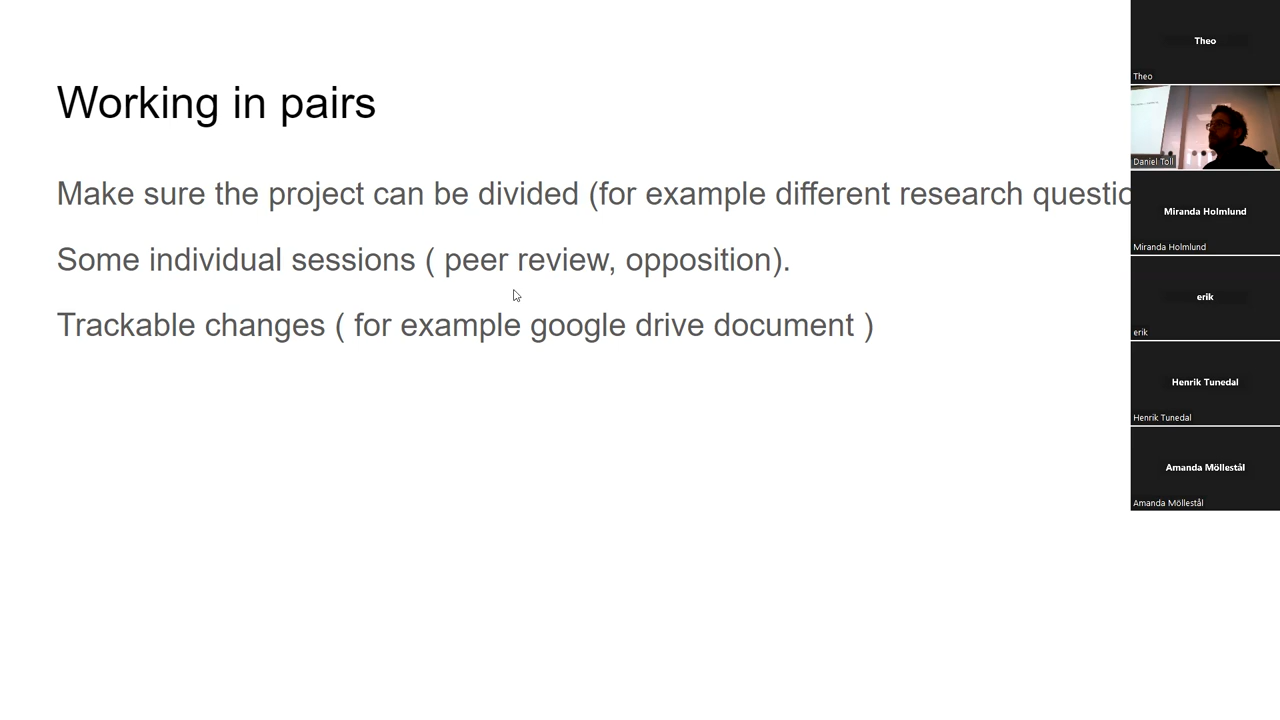 Working in pairs
Make sure the project can be divided (for example different research questio
Some individual sessions ( peer review, opposition).
Trackable changes ( for example google drive document )
Theo
Theo
Daniel Toll
Miranda Holmlund
Miranda Holmlund
erik
erik
Henrik Tunedal
Henrik Tunedal
Amanda Möllestål
Amanda Möllestål